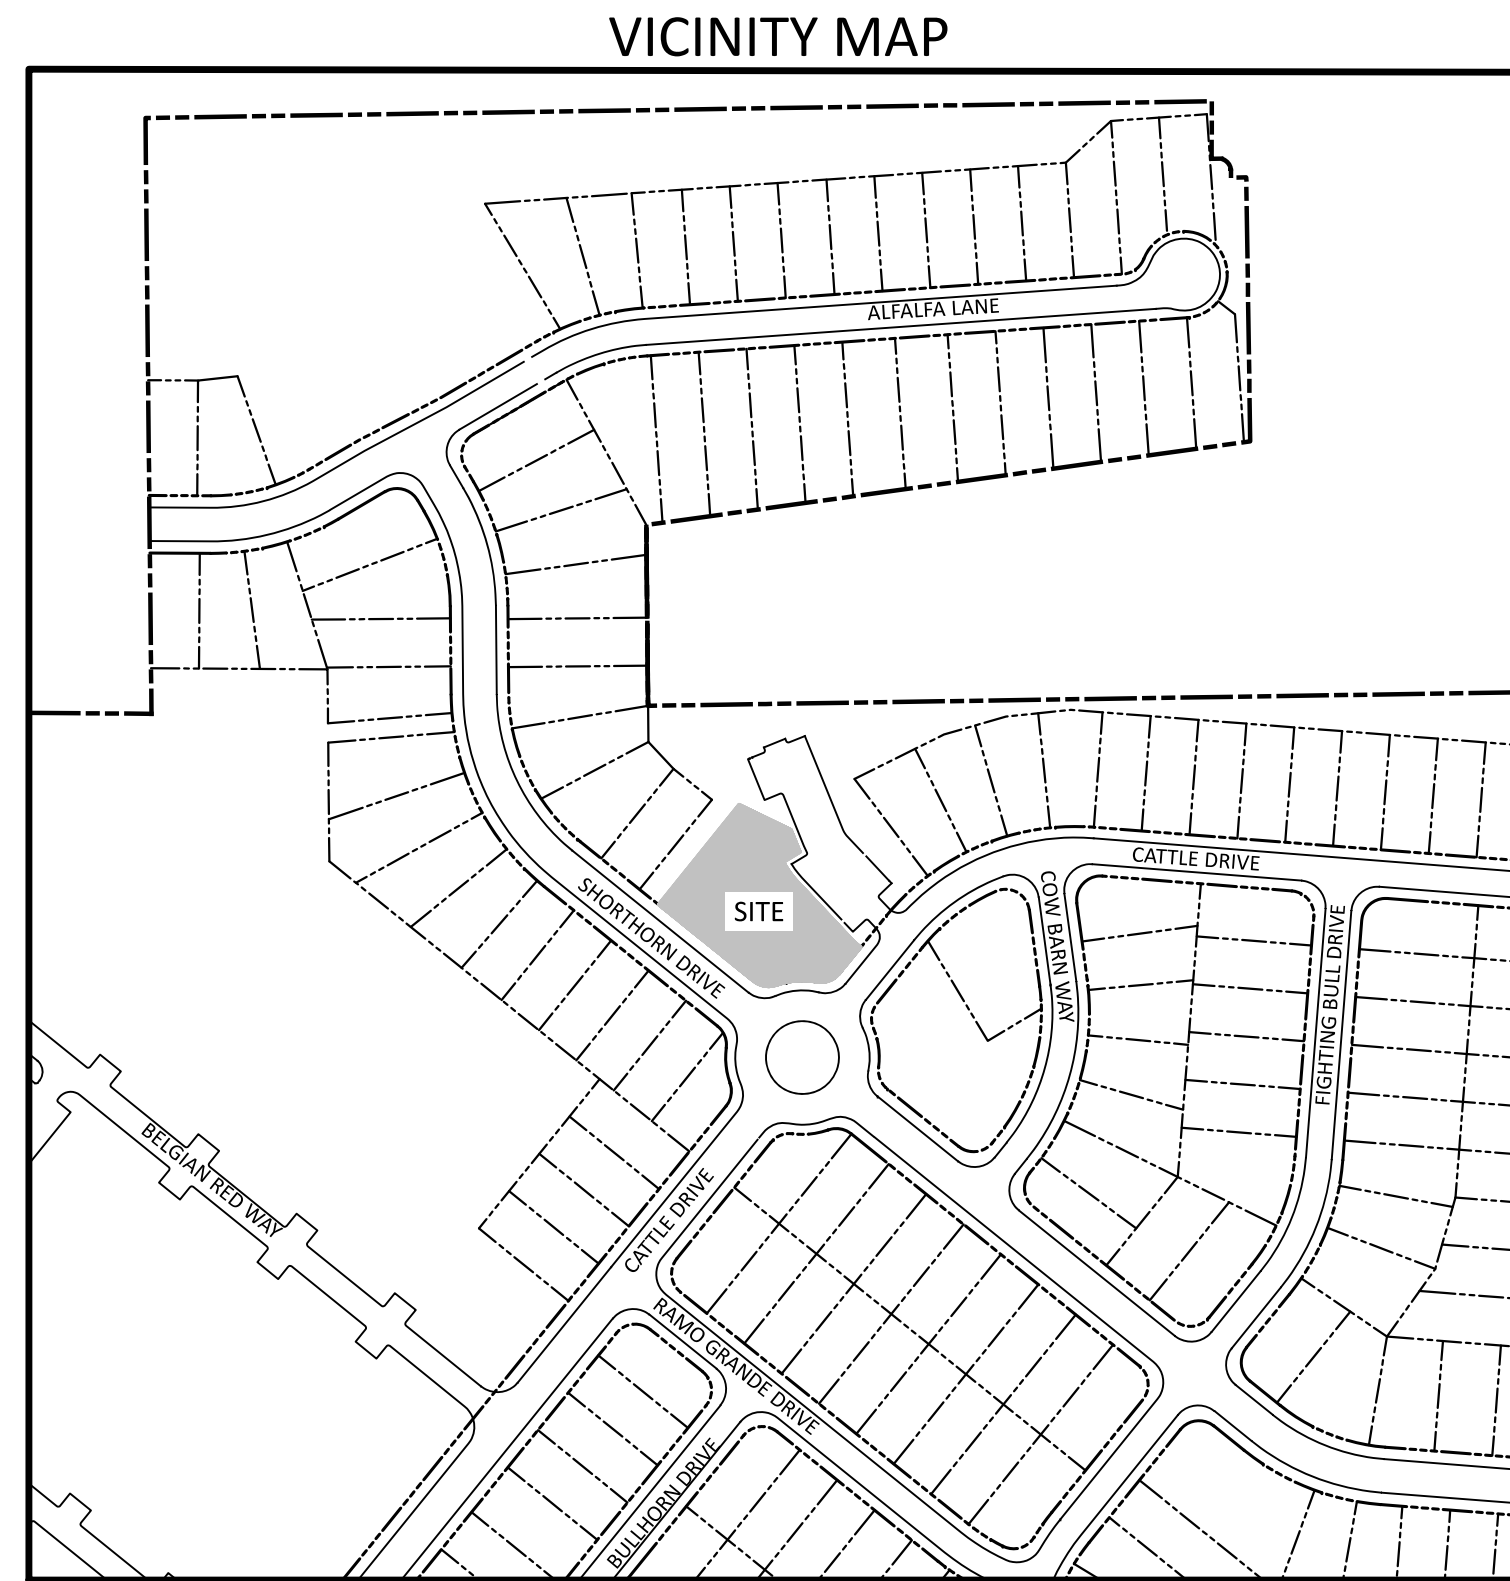 VICINITY MAP
ALFALFA LANE
CATTLE DRIVE
COW BARN WAY
SHORTHORN DRIVE
SITE
FIGHTING BULL DRIVE
BELGIAN RED WAY
CATTLE DRIVE
RAMO GRANDE DRIVE
BULLHORN DRIVE